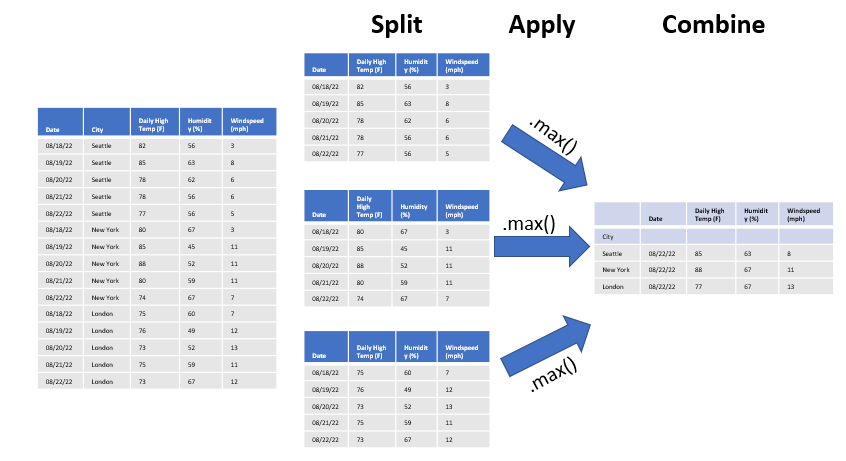 Split Apply Combine
Date City Daily High Temp (F) Humidit y (%) Windspeed (mph)
08/18/22 Seattle 82 56 3
08/19/22 Seattle 85 63 8
08/20/22 Seattle 78 62 6
08/21/22 Seattle 78 56 6
08/22/22 Seattle 77 56 5
08/18/22 New York 80 67 3
08/19/22 New York 85 45 11
08/20/22 New York 88 52 11
08/21/22 New York 80 59 11
08/22/22 New York 74 67 7
08/18/22 London 75 60 7
08/19/22 London 76 49 12
08/20/22 London 73 52 13
08/21/22 London 75 59 11
08/22/22 London 73 67 12
Date Daily High Temp (F) Humidit y (%) Windspeed (mph)
08/18/22 82 56 3
08/19/22 85 63 8
08/20/22 78 62 6
08/21/22 78 56 6
08/22/22 77 56 5
Date Daily High Temp (F) Humidity (%) Windspeed (mph)
08/18/22 80 67 3
08/19/22 85 45 11
08/20/22 88 52 11
08/21/22 80 59 11
08/22/22 74 67 7
Date Daily High Temp (F) Humidit y (%) Windspeed (mph)
08/18/22 75 60 7
08/19/22 76 49 12
08/20/22 73 52 13
08/21/22 75 59 11
08/22/22 73 67 12
.max()
.max()
.max()
Date Daily High Temp (F) Humidit y (%) Windspeed (mph)
City
Seattle 08/22/22 85 63 8
New York 08/22/22 88 67 11
London 08/22/22 77 67 13